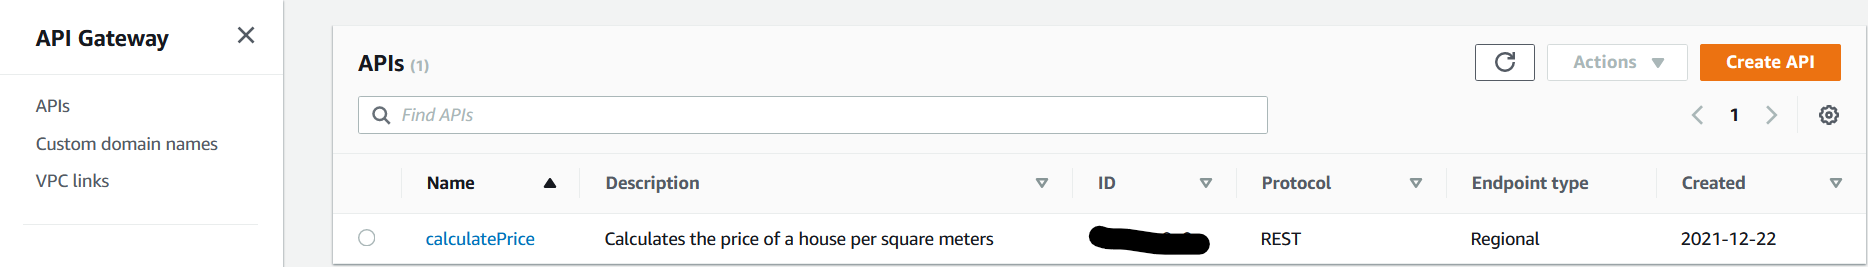 API Gateway
APIs
Custom domain names
VPC links
APIs (1)
Actions
Create API
Find APIs
1
Name Description ID Protocol Endpoint type Created
calculatePrice Calculates the price of a house per square meters REST Regional 2021-12-22